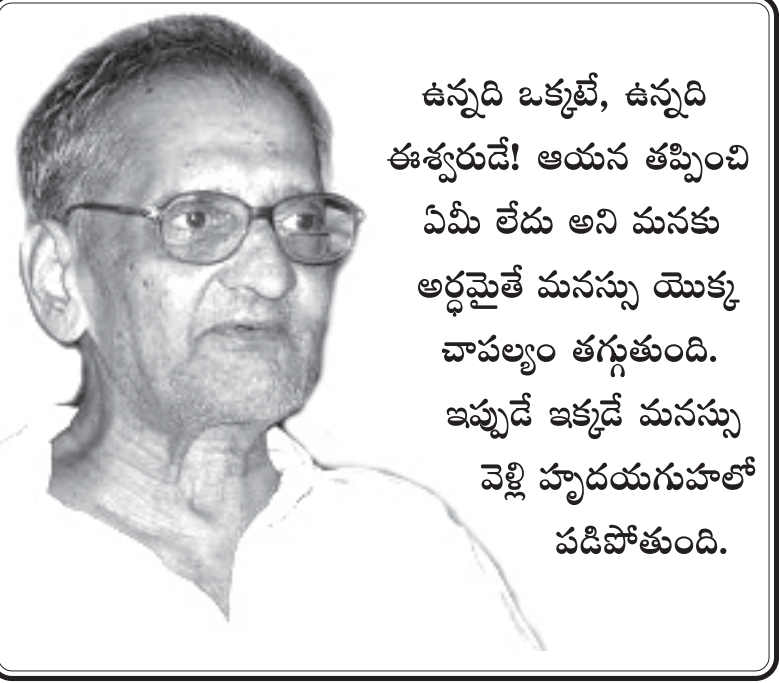 ఉన్నది ఒక్కటే, ఉన్నది
ఈశ్వరుడే! ఆయన తప్పించి
ఏమీ లేదు అని మనకు
అర్ధమైతే మనస్సు యొక్క
చాపల్యం తగ్గుతుంది.
ఇప్పుడే ఇక్కడే మనస్సు
వెళ్లి హృదయగుహలో
పడిపోతుంది.